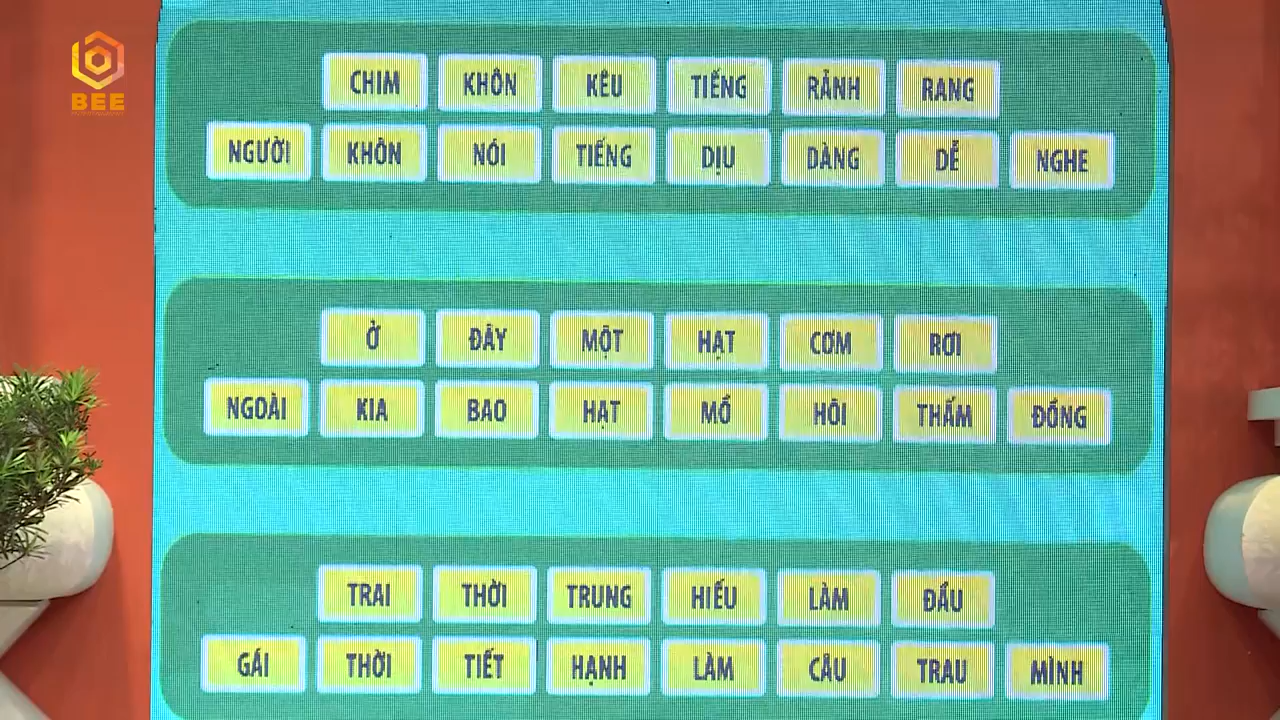 BEE
CHIM KHÔN KÊU TIẾNG RẢNH RANG
NGƯỜI KHÔN NÓI TIẾNG DỊU DÀNG DỄ NGHE
Ở ĐÂY MỘT HẠT CƠM RƠI
NGOÀI KIA BAO HẠT MỒ HÔI THẤM ĐỒNG
TRAI THỜI TRUNG HIẾU LÀM ĐẦU
GÁI THỜI TIẾT HẠNH LÀM CÂU TRAU MÌNH